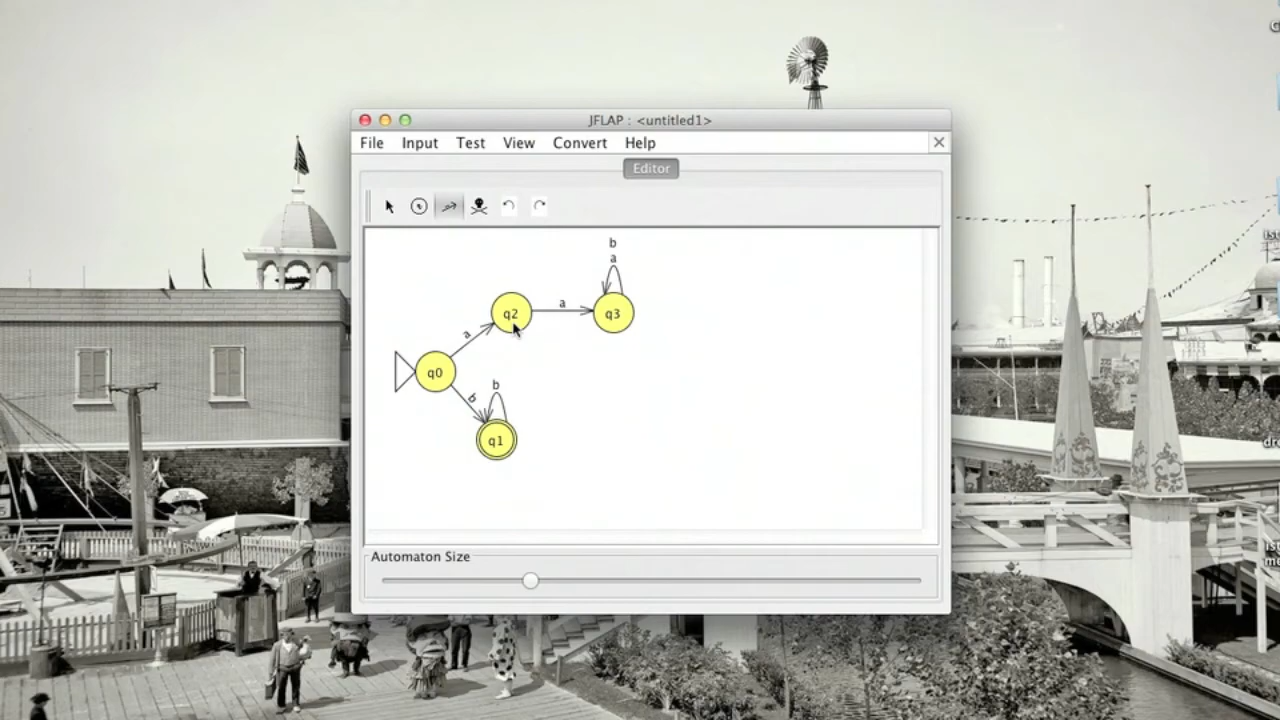 JFLAP : <untitled1>
File Input Test View Convert Help
Editor
b
a
q2
a
q3
a
q0
b
b
q1
Automaton Size